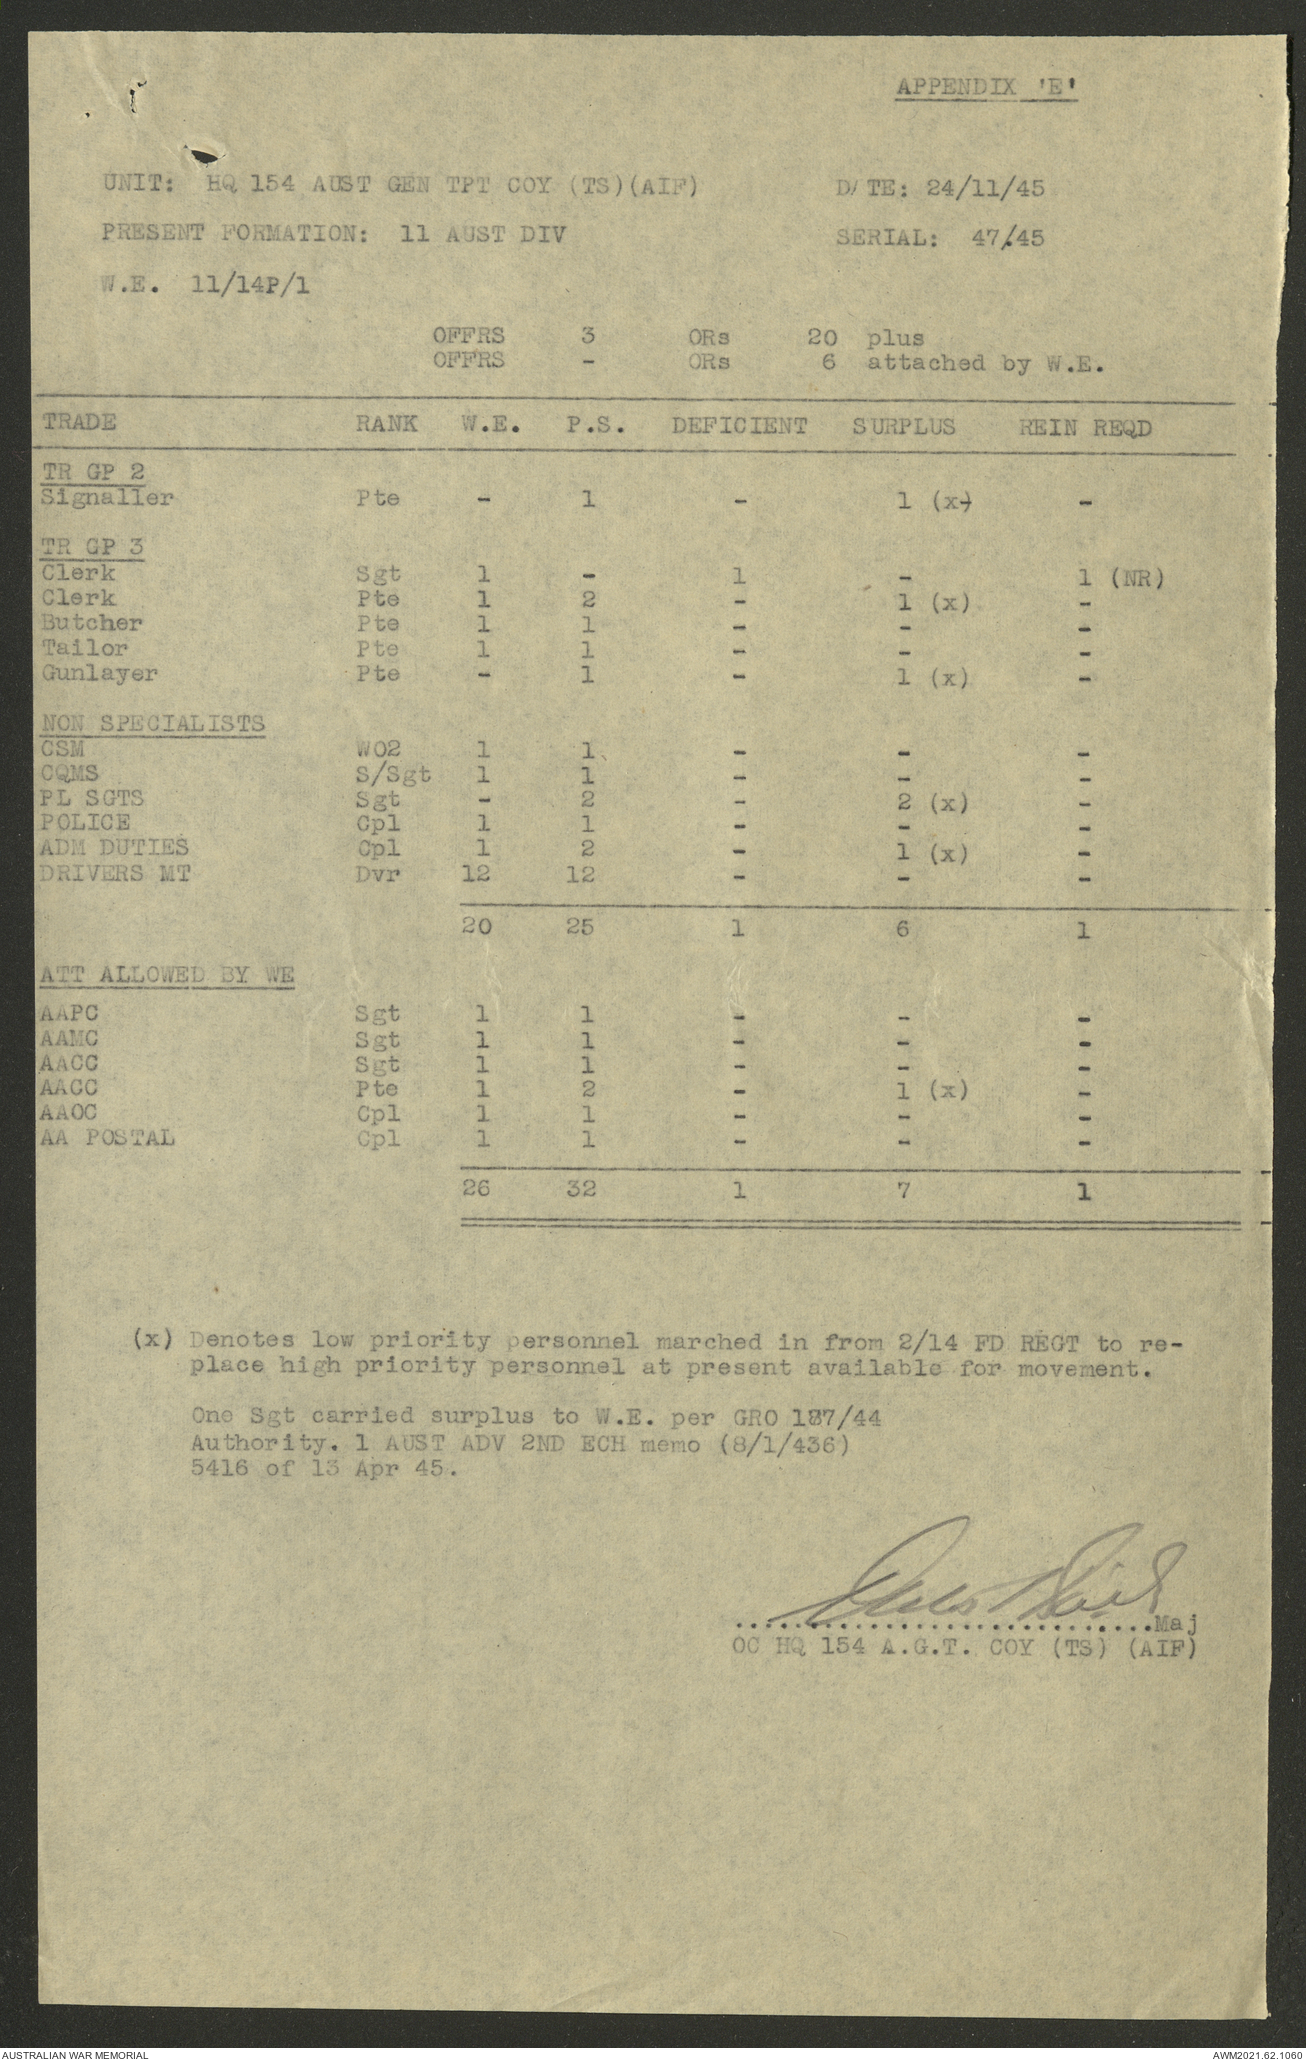 APPENDIX 'E'
UNIT: HQ 154 AUST GEN TPT COY (TS)(AIF) DATE: 24/11/45
PRESENT FORMATION: 11 AUST DIV SERIAL: 47/45
W.E. 11/14P/1
OFFRS 3 ORs 20 plus
OFFRS - ORs 6 attached by W.E.
TRADE RANK W.E. P.S. DEFICIENT SURPLUS REIN REQD
TR GP 2
Signaller Pte - 1 - 1 (x) -
TR GP 3
Clerk Sgt 1 - 1 - 1 (NR)
Clerk Pte 1 2 - 1 (x) -
Butcher Pte 1 1 - - -
Tailor Pte 1 1 - - -
Gunlayer Pte - 1 - 1 (x) -
NON SPECIALISTS
CSM WO2 1 1 - - -
CQMS S/Sgt 1 1 - - -
PL SGTS Sgt - 2 - 2 (x) -
POLICE Cpl 1 1 - - -
ADM DUTIES Cpl 1 2 - 1 (x) -
DRIVERS MT Dvr 12 12 - - -
20 25 1 6 1
ATT ALLOWED BY WE
AAPC Sgt 1 1 - - -
AAMC Sgt 1 1 - - -
AACC Sgt 1 1 - - -
AACC Pte 1 2 - 1 (x) -
AAOC Cpl 1 1 - - -
AA POSTAL Cpl 1 1 - - -
26 32 1 7 1
(x) Denotes low priority personnel marched in from 2/14 FD REGT to re-
place high priority personnel at present available for movement.
One Sgt carried surplus to W.E. per GRO 187/44
Authority. 1 AUST ADV 2ND ECH memo (8/1/436)
5416 of 13 Apr 45.
............................Maj
OC HQ 154 A.G.T. COY (TS) (AIF)
AUSTRALIAN WAR MEMORIAL AWM2021.62.1060